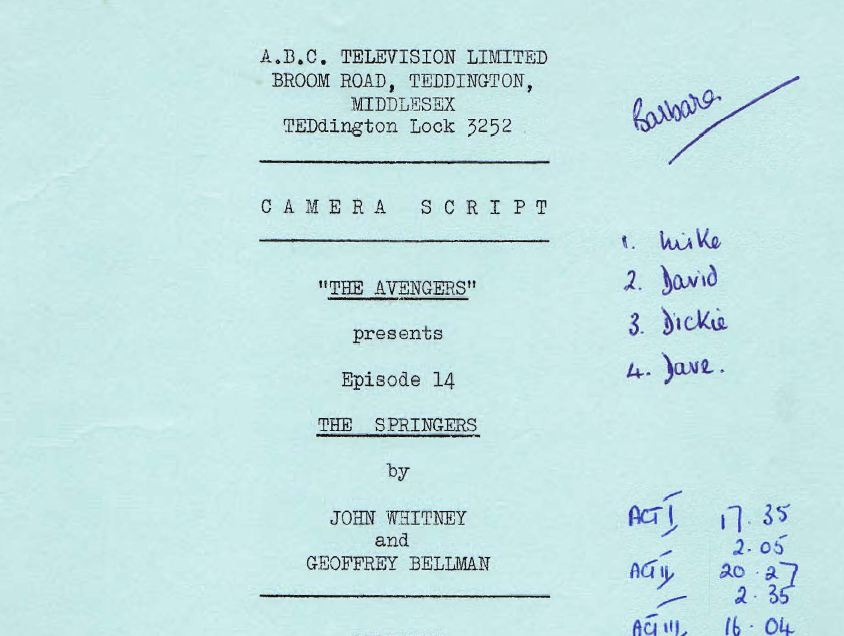 A.B.C. TELEVISION LIMITED
BROOM ROAD, TEDDINGTON,
MIDDLESEX
TEDdington Lock 3252
CAMERA SCRIPT
"THE AVENGERS"
presents
Episode 14
THE SPRINGERS
by
JOHN WHITNEY
and
GEOFFREY BELLMAN
Barbara
1. Mike
2. David
3. Dickie
4. Dave.
ACT I 17.35
2.05
ACT II 20.27
2.35
ACT III 16.04